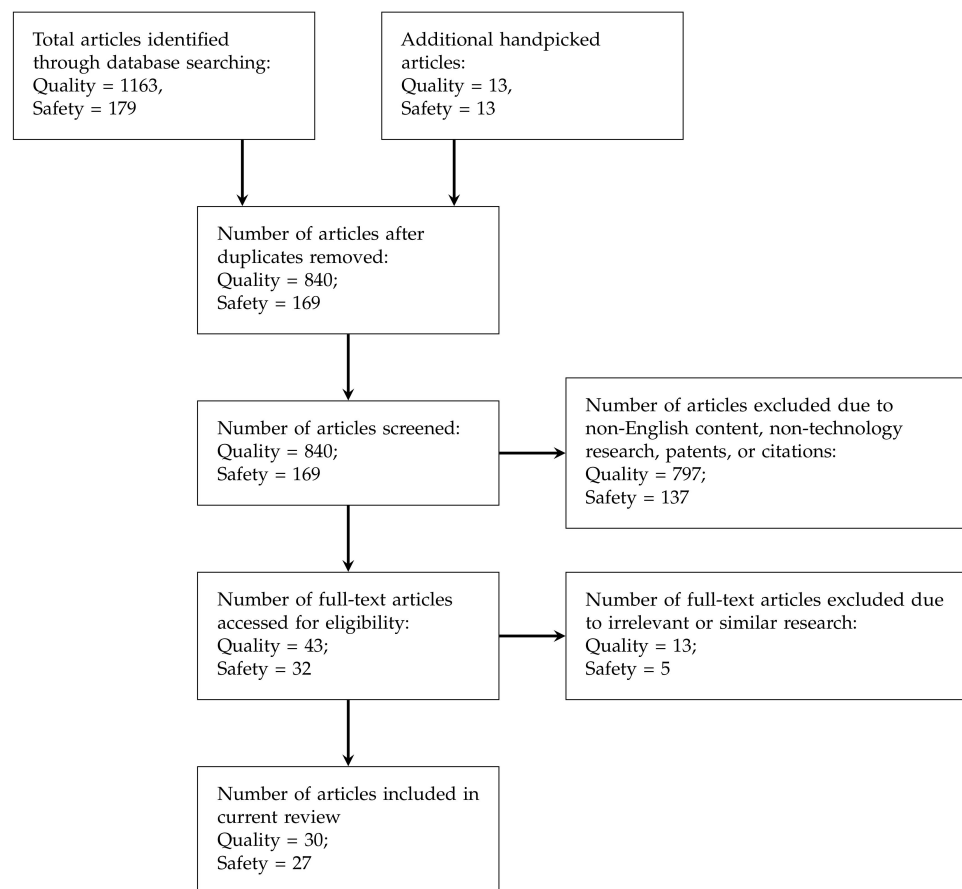 Total articles identified
through database searching:
Quality = 1163,
Safety = 179
Additional handpicked
articles:
Quality = 13,
Safety = 13
Number of articles after
duplicates removed:
Quality = 840;
Safety = 169
Number of articles screened:
Quality = 840;
Safety = 169
Number of articles excluded due to
non-English content, non-technology
research, patents, or citations:
Quality = 797;
Safety = 137
Number of full-text articles
accessed for eligibility:
Quality = 43;
Safety = 32
Number of full-text articles excluded due
to irrelevant or similar research:
Quality = 13;
Safety = 5
Number of articles included in
current review
Quality = 30;
Safety = 27